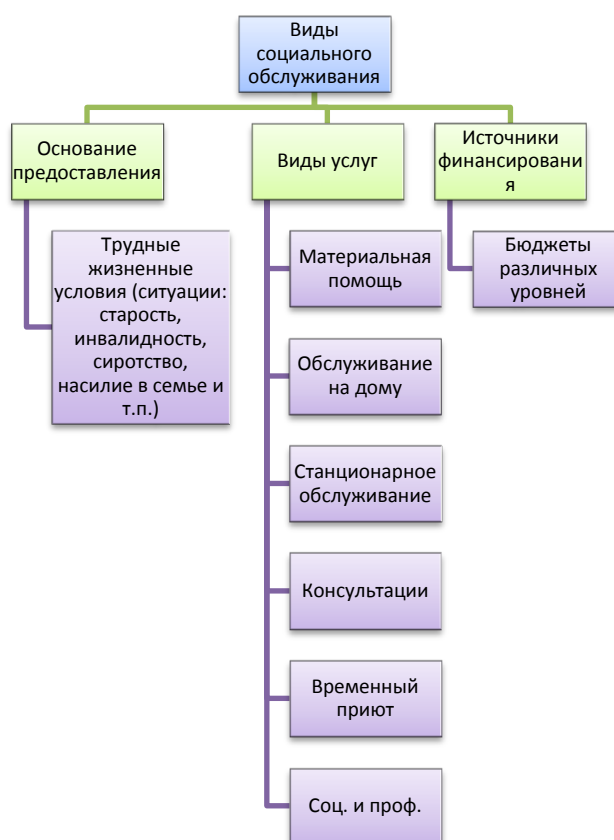 Виды
социального
обслуживания
Основание
предоставления
Виды услуг
Источники
финансировани
я
Трудные
жизненные
условия (ситуации:
старость,
инвалидность,
сиротство,
насилие в семье и
т.п.)
Материальная
помощь
Обслуживание
на дому
Станционарное
обслуживание
Консультации
Временный
приют
Соц. и проф.
Бюджеты
различных
уровней